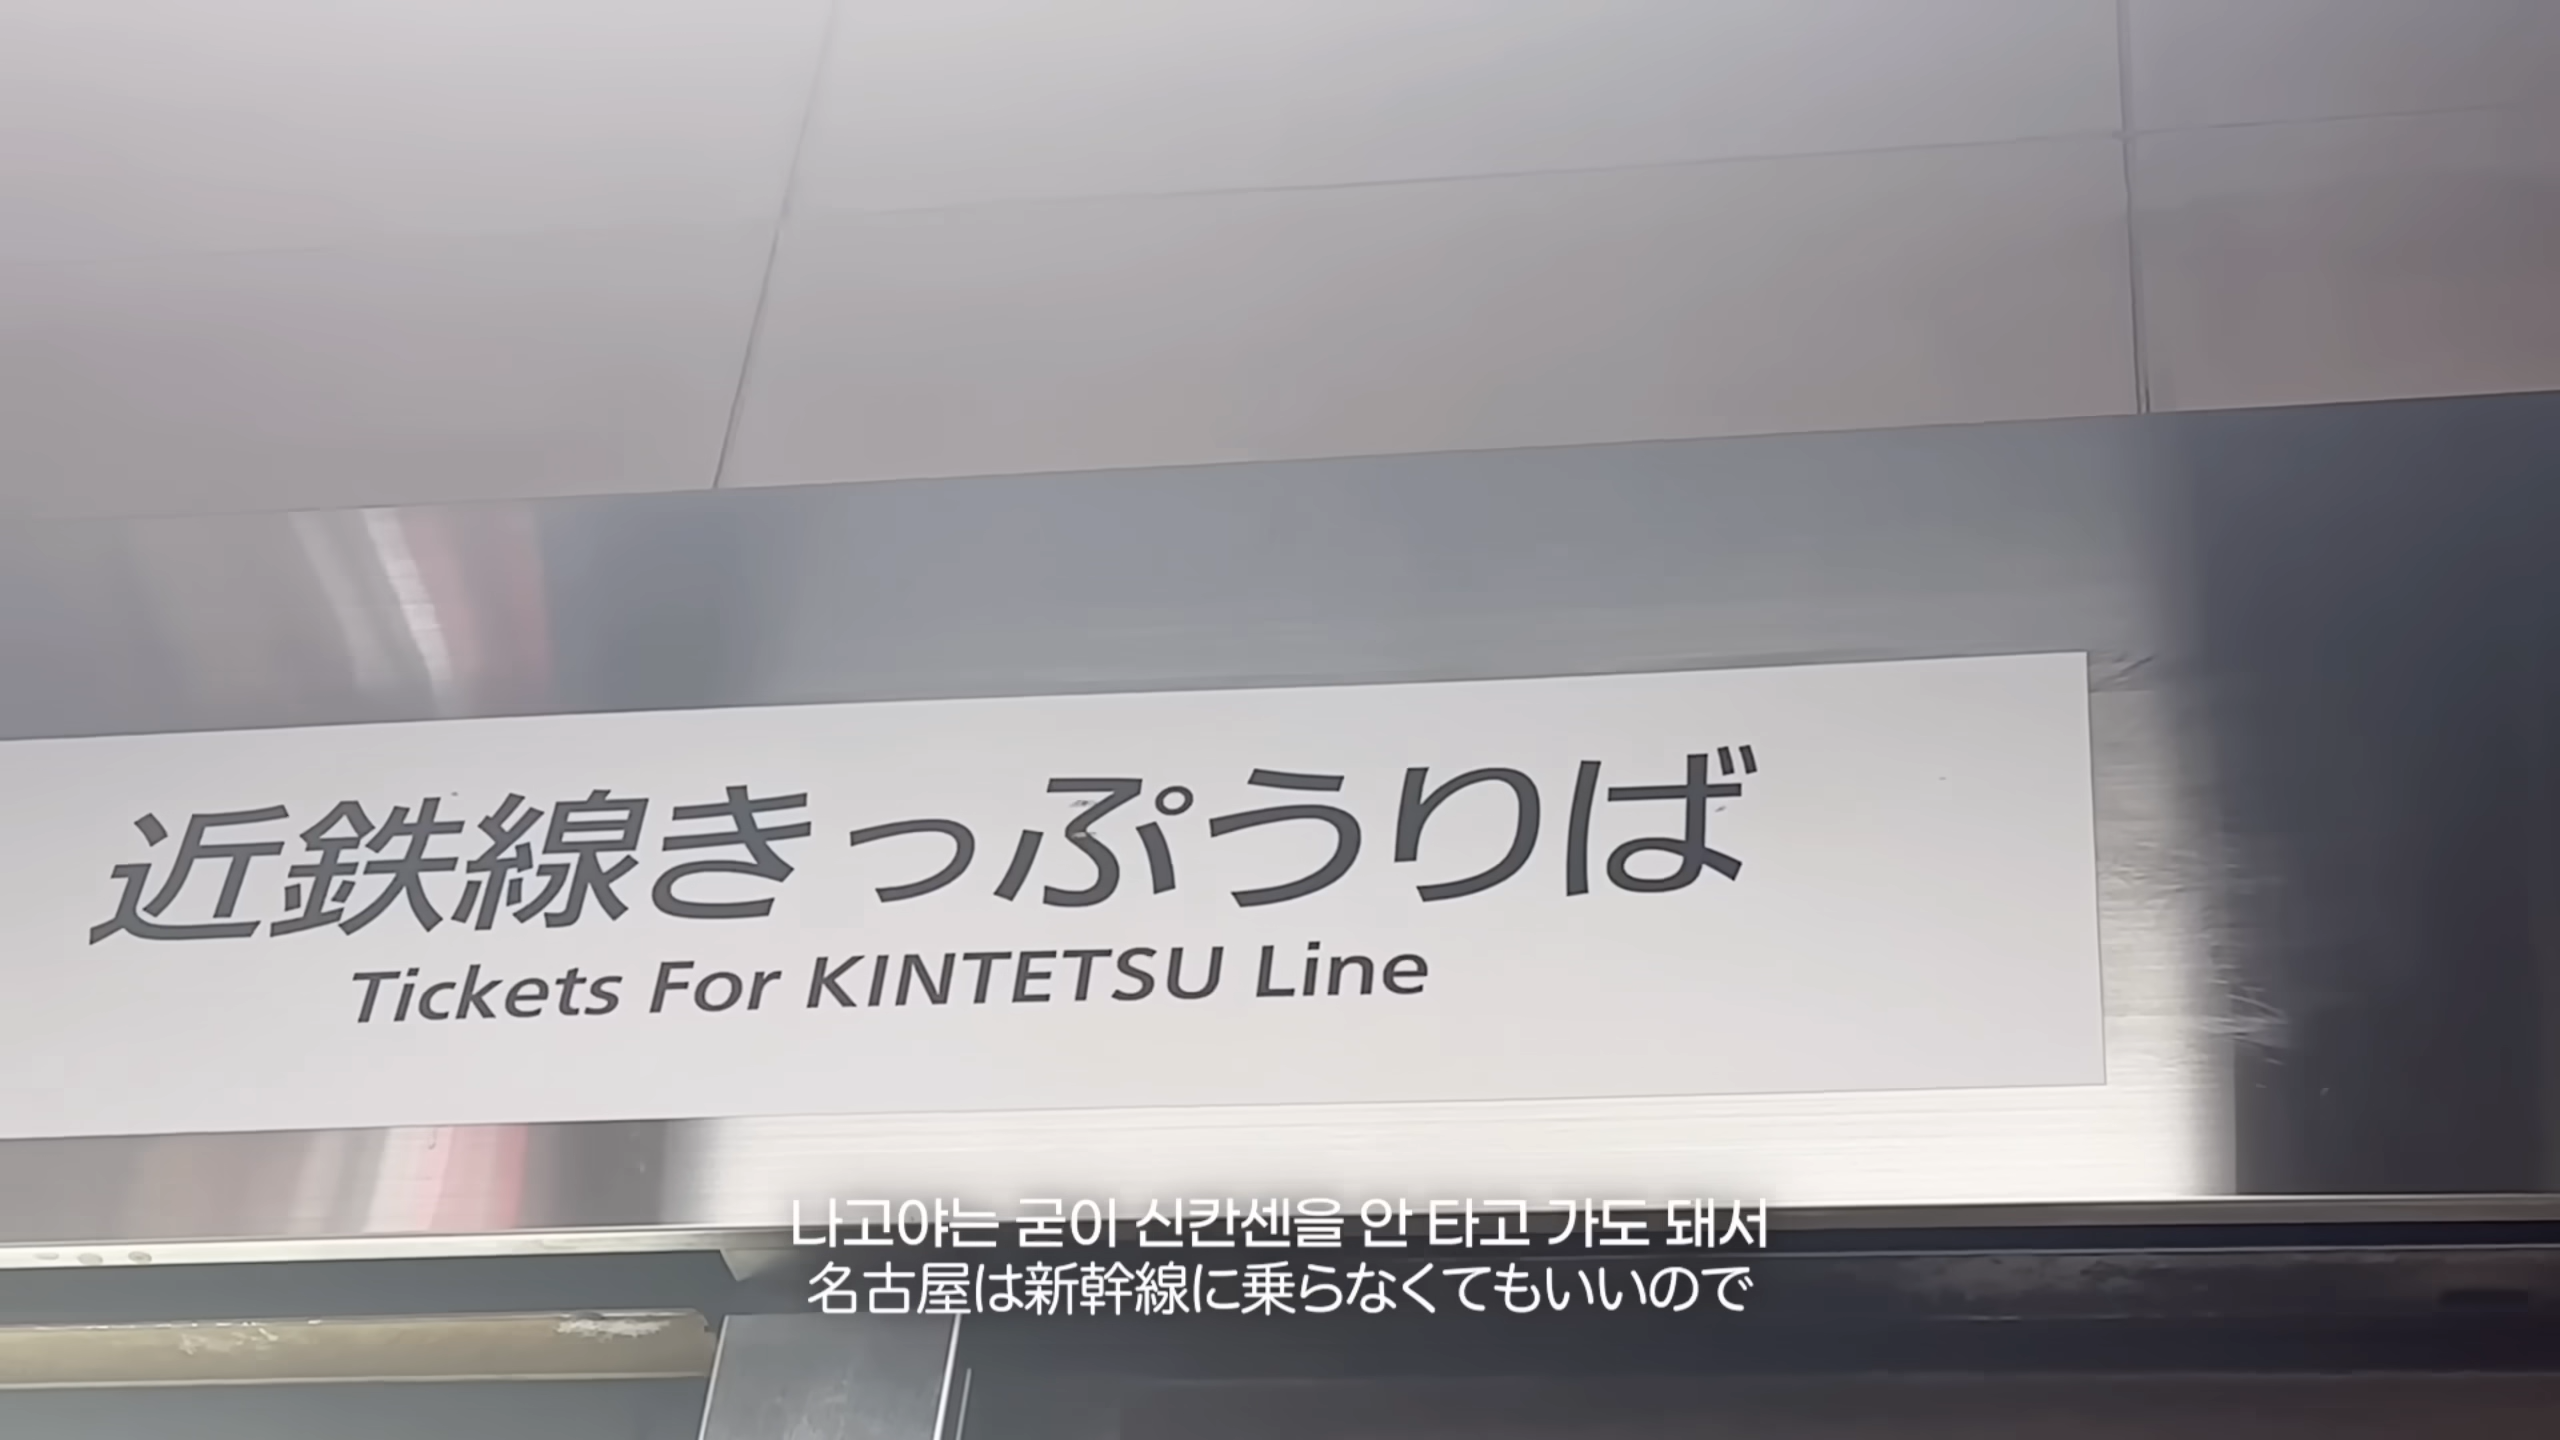 近鉄線きっぷうりば
Tickets For KINTETSU Line
나고야는 굳이 신칸센을 안 타고 가도 돼서
名古屋は新幹線に乗らなくてもいいので